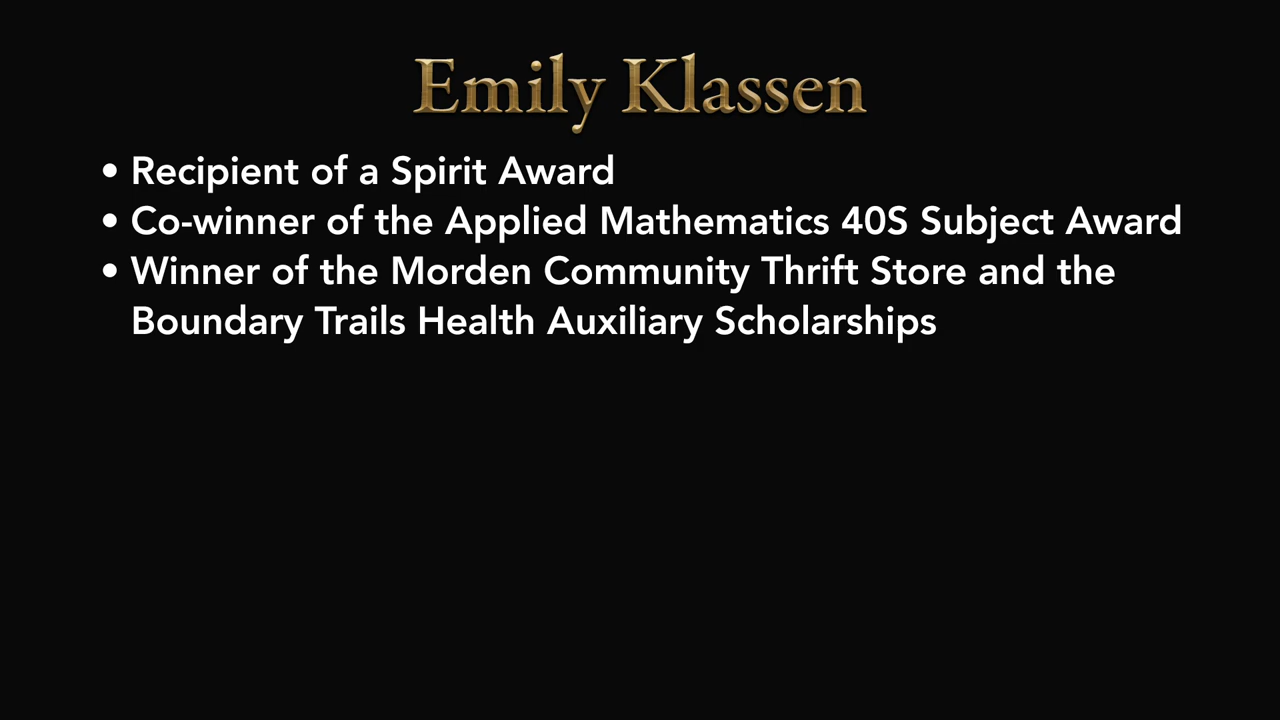 Emily Klassen
• Recipient of a Spirit Award
• Co-winner of the Applied Mathematics 40S Subject Award
• Winner of the Morden Community Thrift Store and the
Boundary Trails Health Auxiliary Scholarships